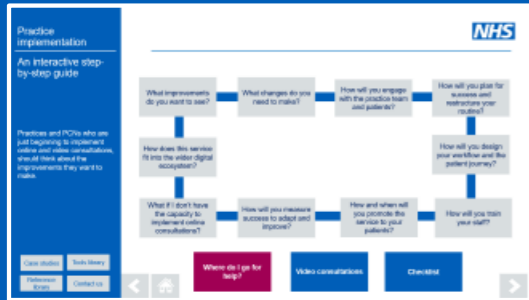 Practice
implementation
An interactive step-
by-step guide
Practices and PCNs who are
just beginning to implement
online and video consultations,
should think about the
improvements they want to
make.
Case studies
Tools library
Reference
library
Contact us
NHS
What improvements
do you want to see?
What changes do you
need to make?
How will you engage
with the practice team
and patients?
How will you plan for
success and
restructure your
routine?
How does this service
fit into the wider digital
ecosystem?
How will you design
your workflow and the
patient journey?
What if I don't have
the capacity to
implement online
consultations?
How will you measure
success to adapt and
improve?
How and when will
you promote the
service to your
patients?
How will you train
your staff?
Where do I go for
help?
Video consultations
Checklist